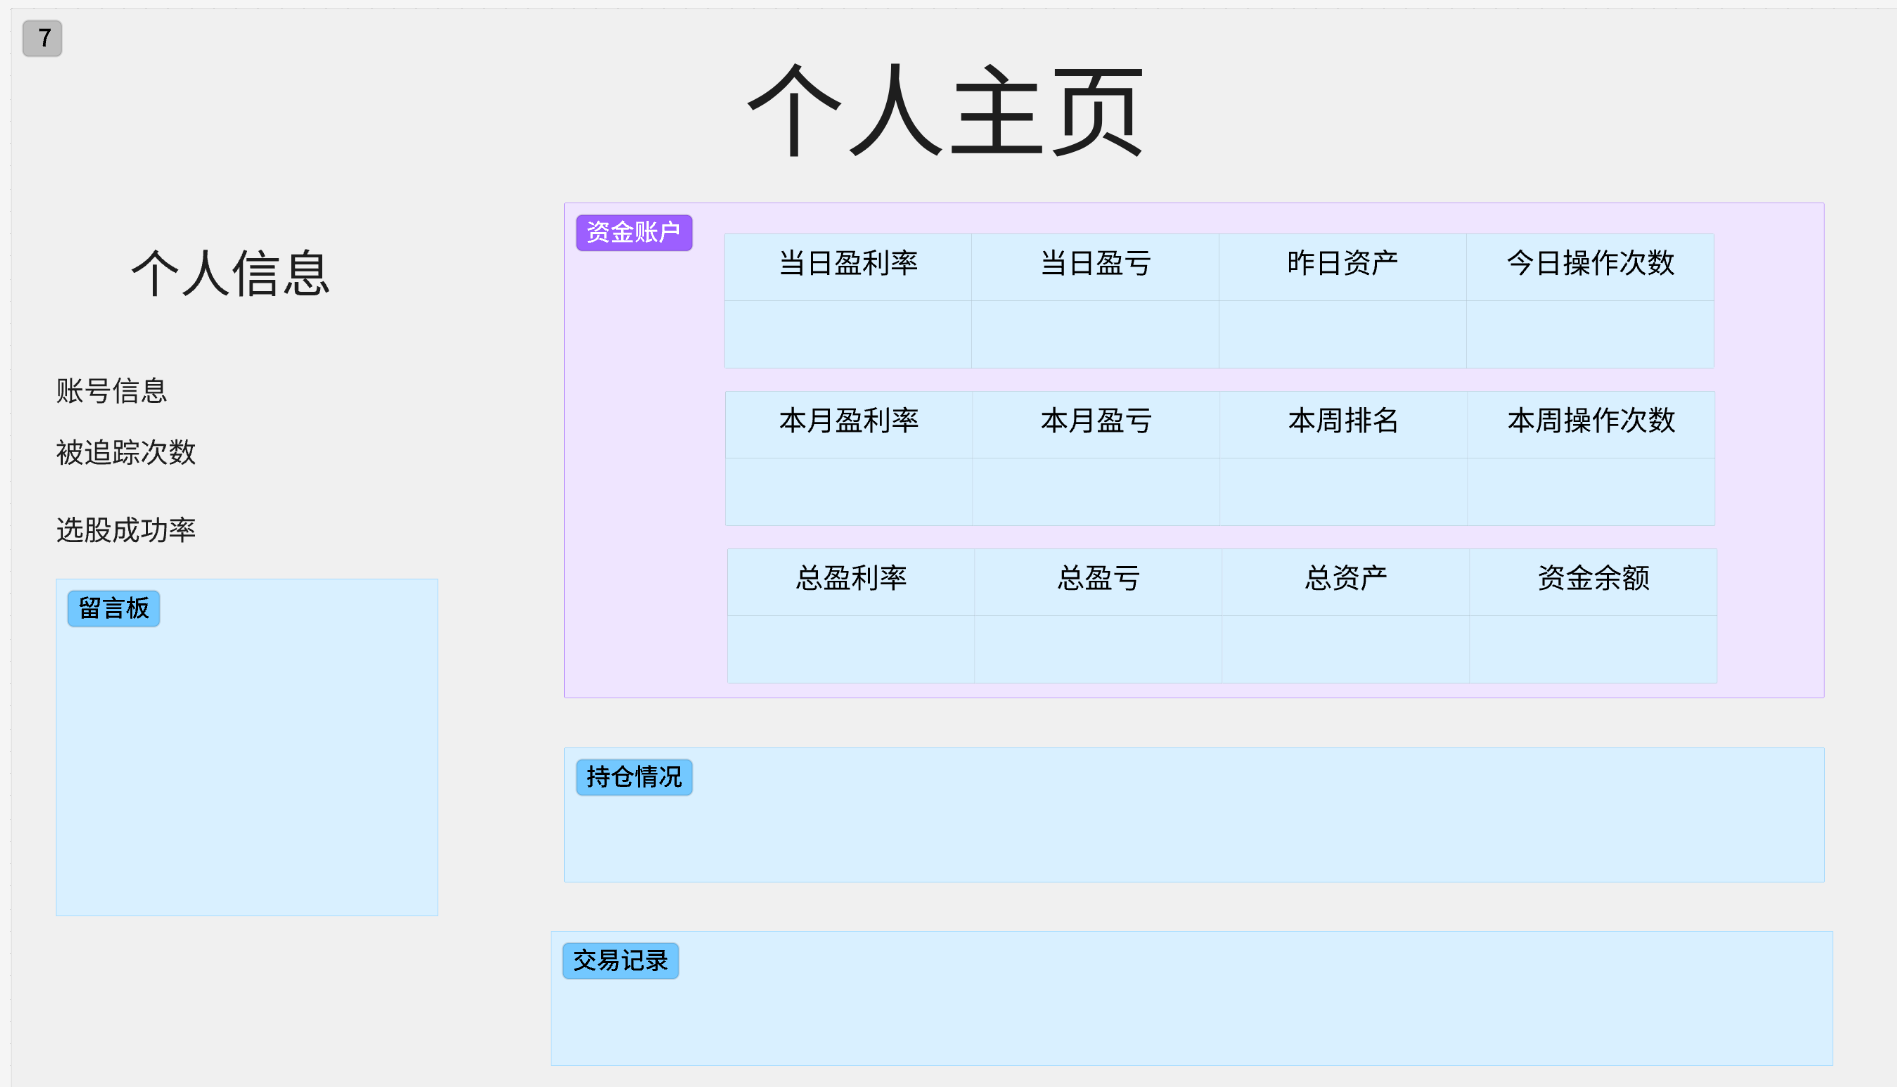 7
个人主页
个人信息
账号信息
被追踪次数
选股成功率
留言板
资金账户
当日盈利率 当日盈亏 昨日资产 今日操作次数
本月盈利率 本月盈亏 本周排名 本周操作次数
总盈利率 总盈亏 总资产 资金余额
持仓情况
交易记录